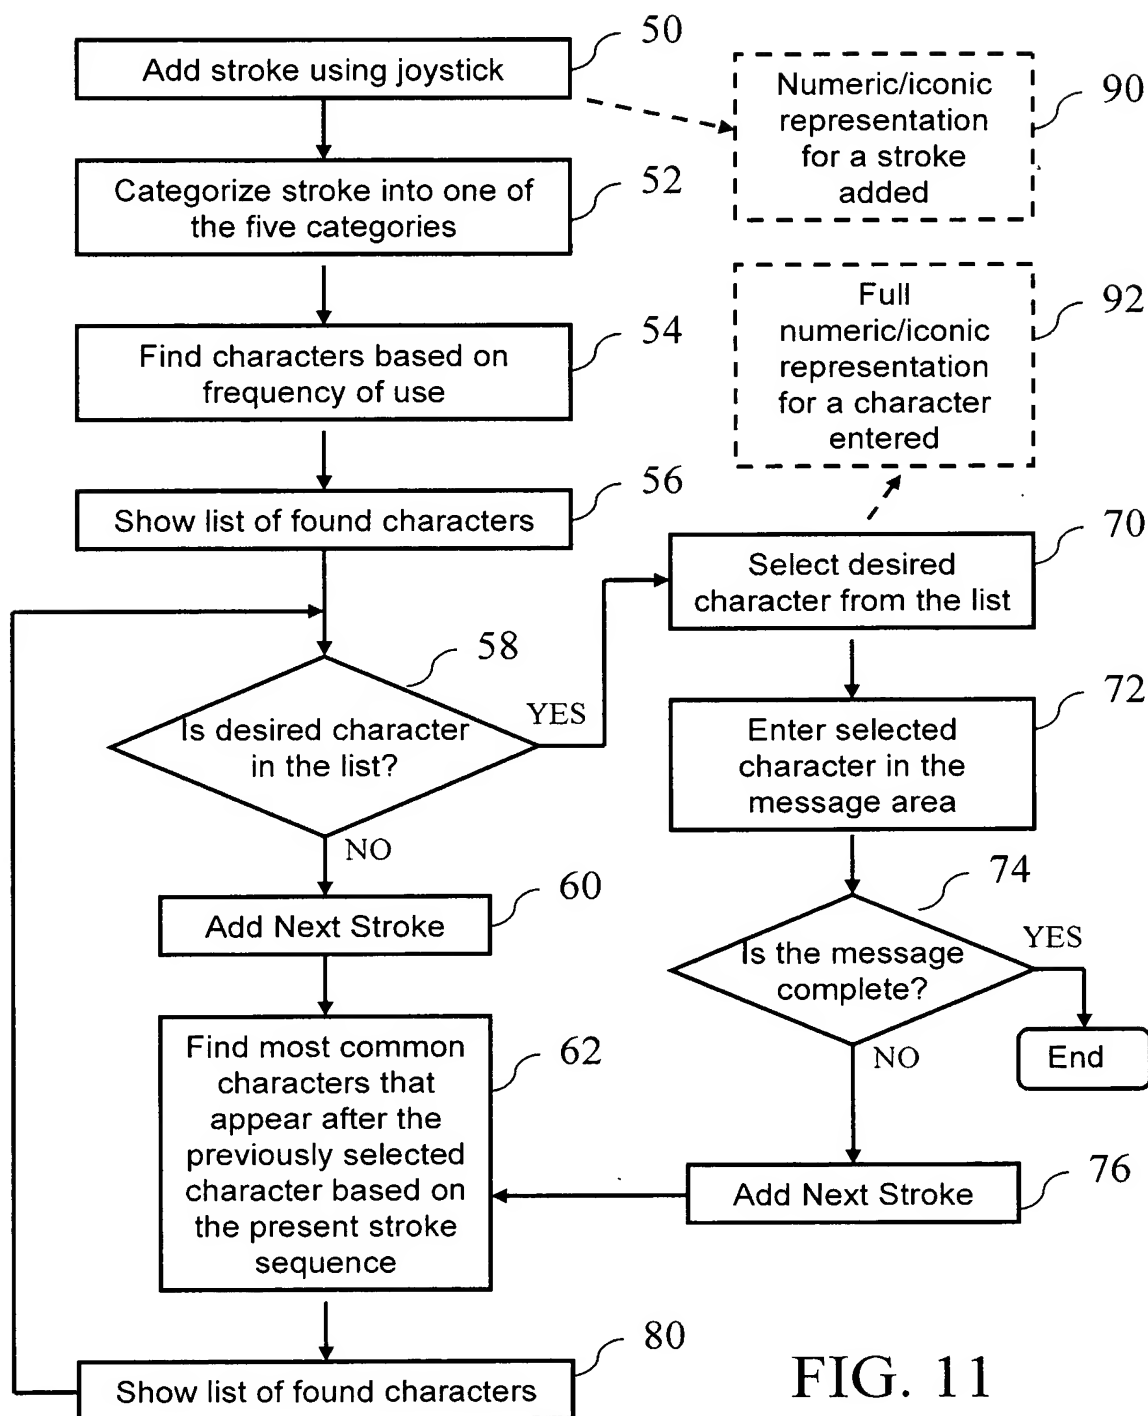 50
Add stroke using joystick
Numeric/iconic
representation
for a stroke
added
90
52
Categorize stroke into one of
the five categories
Full
numeric/iconic
representation
for a character
entered
92
54
Find characters based on
frequency of use
56
Show list of found characters
70
Select desired
character from the list
58
Is desired character
in the list?
YES
NO
72
Enter selected
character in the
message area
60
Add Next Stroke
74
Is the message
complete?
YES
NO
End
62
Find most common
characters that
appear after the
previously selected
character based on
the present stroke
sequence
76
Add Next Stroke
80
Show list of found characters
FIG. 11